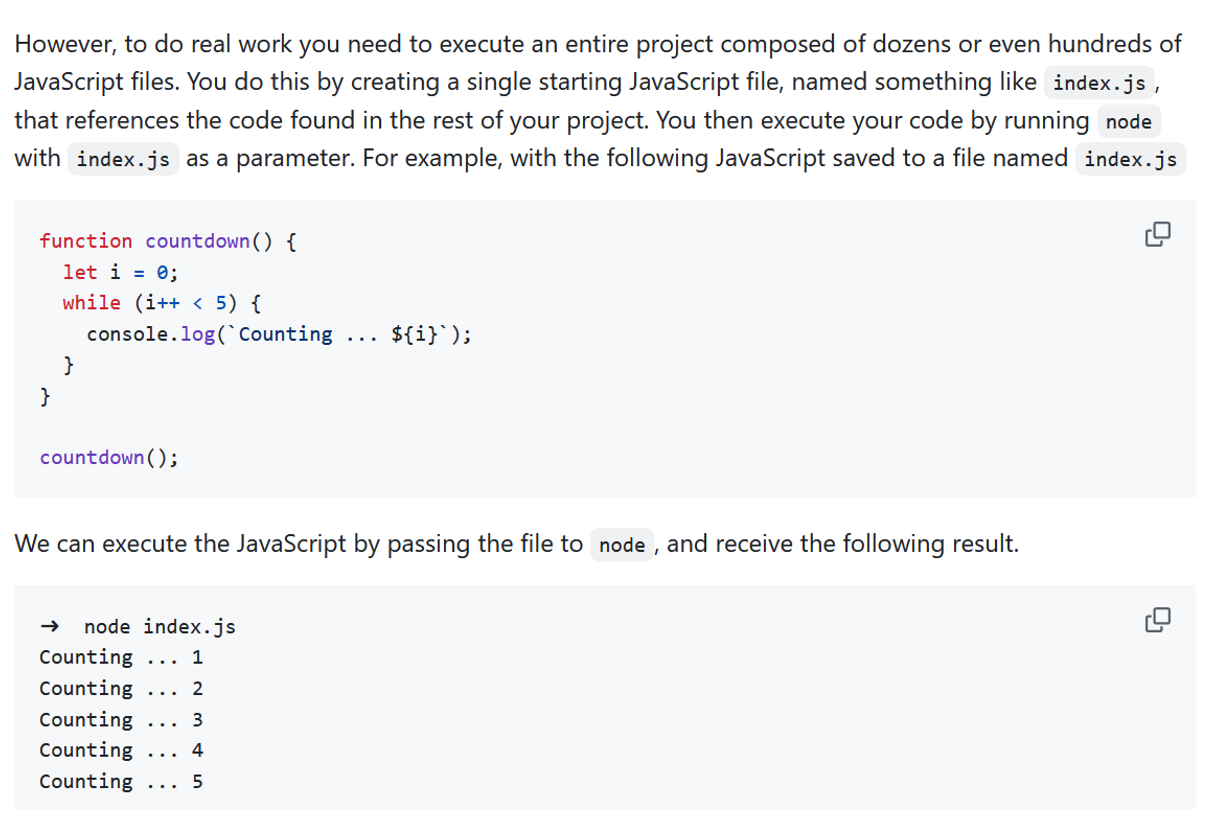 However, to do real work you need to execute an entire project composed of dozens or even hundreds of
JavaScript files. You do this by creating a single starting JavaScript file, named something like index.js,
that references the code found in the rest of your project. You then execute your code by running node
with index.js as a parameter. For example, with the following JavaScript saved to a file named index.js
function countdown() {
  let i = 0;
  while (i++ < 5) {
    console.log(`Counting ... ${i}`);
  }
}

countdown();
We can execute the JavaScript by passing the file to node, and receive the following result.
➜  node index.js
Counting ... 1
Counting ... 2
Counting ... 3
Counting ... 4
Counting ... 5